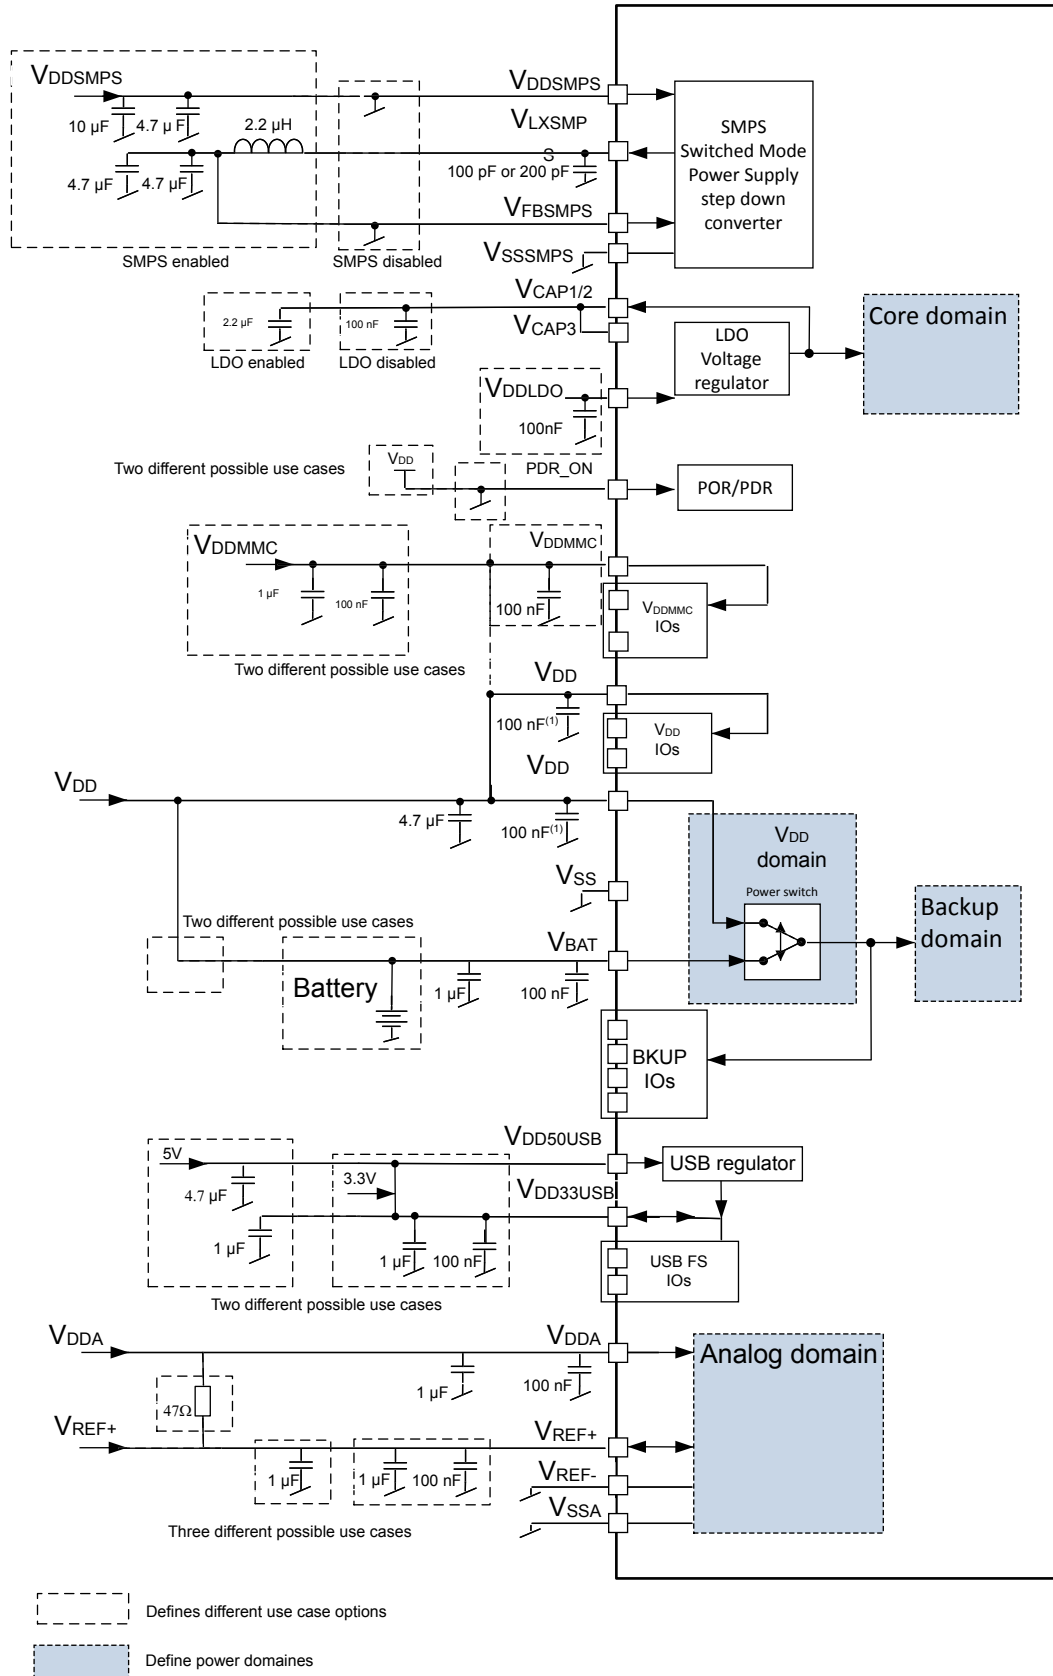 VDDSMPS
10 µF
4.7 µ F
2.2 µH
4.7 µF
4.7 µF
SMPS enabled
SMPS disabled
VDDSMPS
VLXSMP
S
100 pF or 200 pF
VFBSMPS
VSSSMPS
SMPS
Switched Mode
Power Supply
step down
converter
VCAP1/2
VCAP3
2.2 µF
100 nF
LDO enabled
LDO disabled
LDO
Voltage
regulator
Core domain
VDDLDO
100nF
Two different possible use cases
VDD
PDR_ON
POR/PDR
VDDMMC
1 µF
100 nF
VDDMMC
100 nF
VDDMMC
IOs
Two different possible use cases
VDD
100 nF(1)
VDD
IOs
VDD
VDD
4.7 µF
100 nF(1)
VDD
domain
Power switch
VSS
Backup
domain
Two different possible use cases
VBAT
Battery
1 µF
100 nF
BKUP
IOs
VDD50USB
5V
4.7 µF
3.3V
VDD33USB
USB regulator
1 µF
1 µF
100 nF
USB FS
IOs
Two different possible use cases
VDDA
VDDA
1 µF
100 nF
Analog domain
47Ω
VREF+
VREF+
1 µF
1 µF
100 nF
VREF-
VSSA
Three different possible use cases
Defines different use case options
Define power domaines